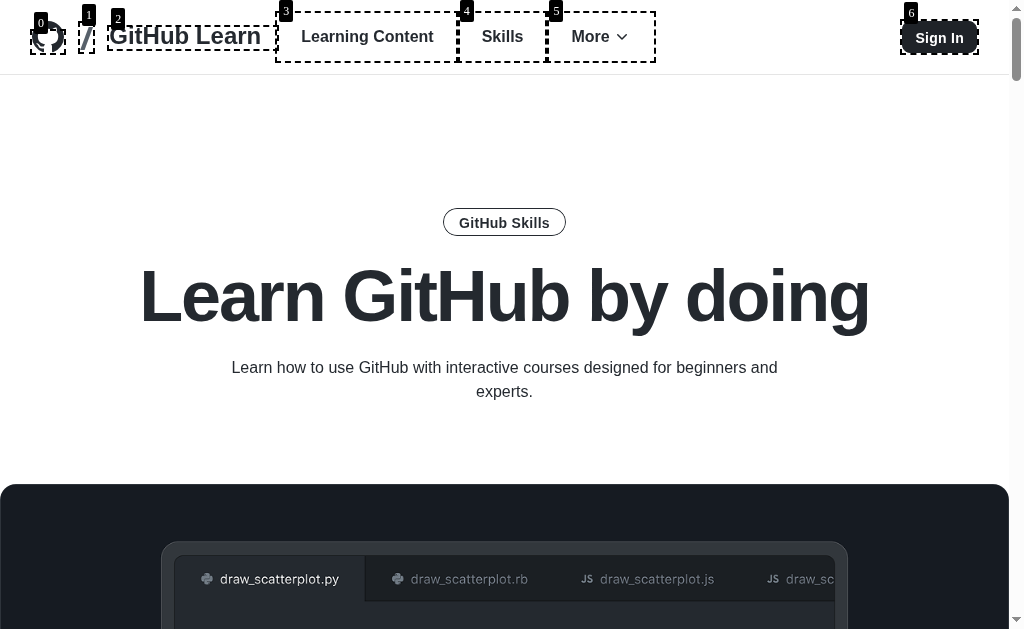 0 1 2 3 4 5 6
/ GitHub Learn Learning Content Skills More Sign In
GitHub Skills
Learn GitHub by doing
Learn how to use GitHub with interactive courses designed for beginners and
experts.
draw_scatterplot.py draw_scatterplot.rb JS draw_scatterplot.js JS draw_sc